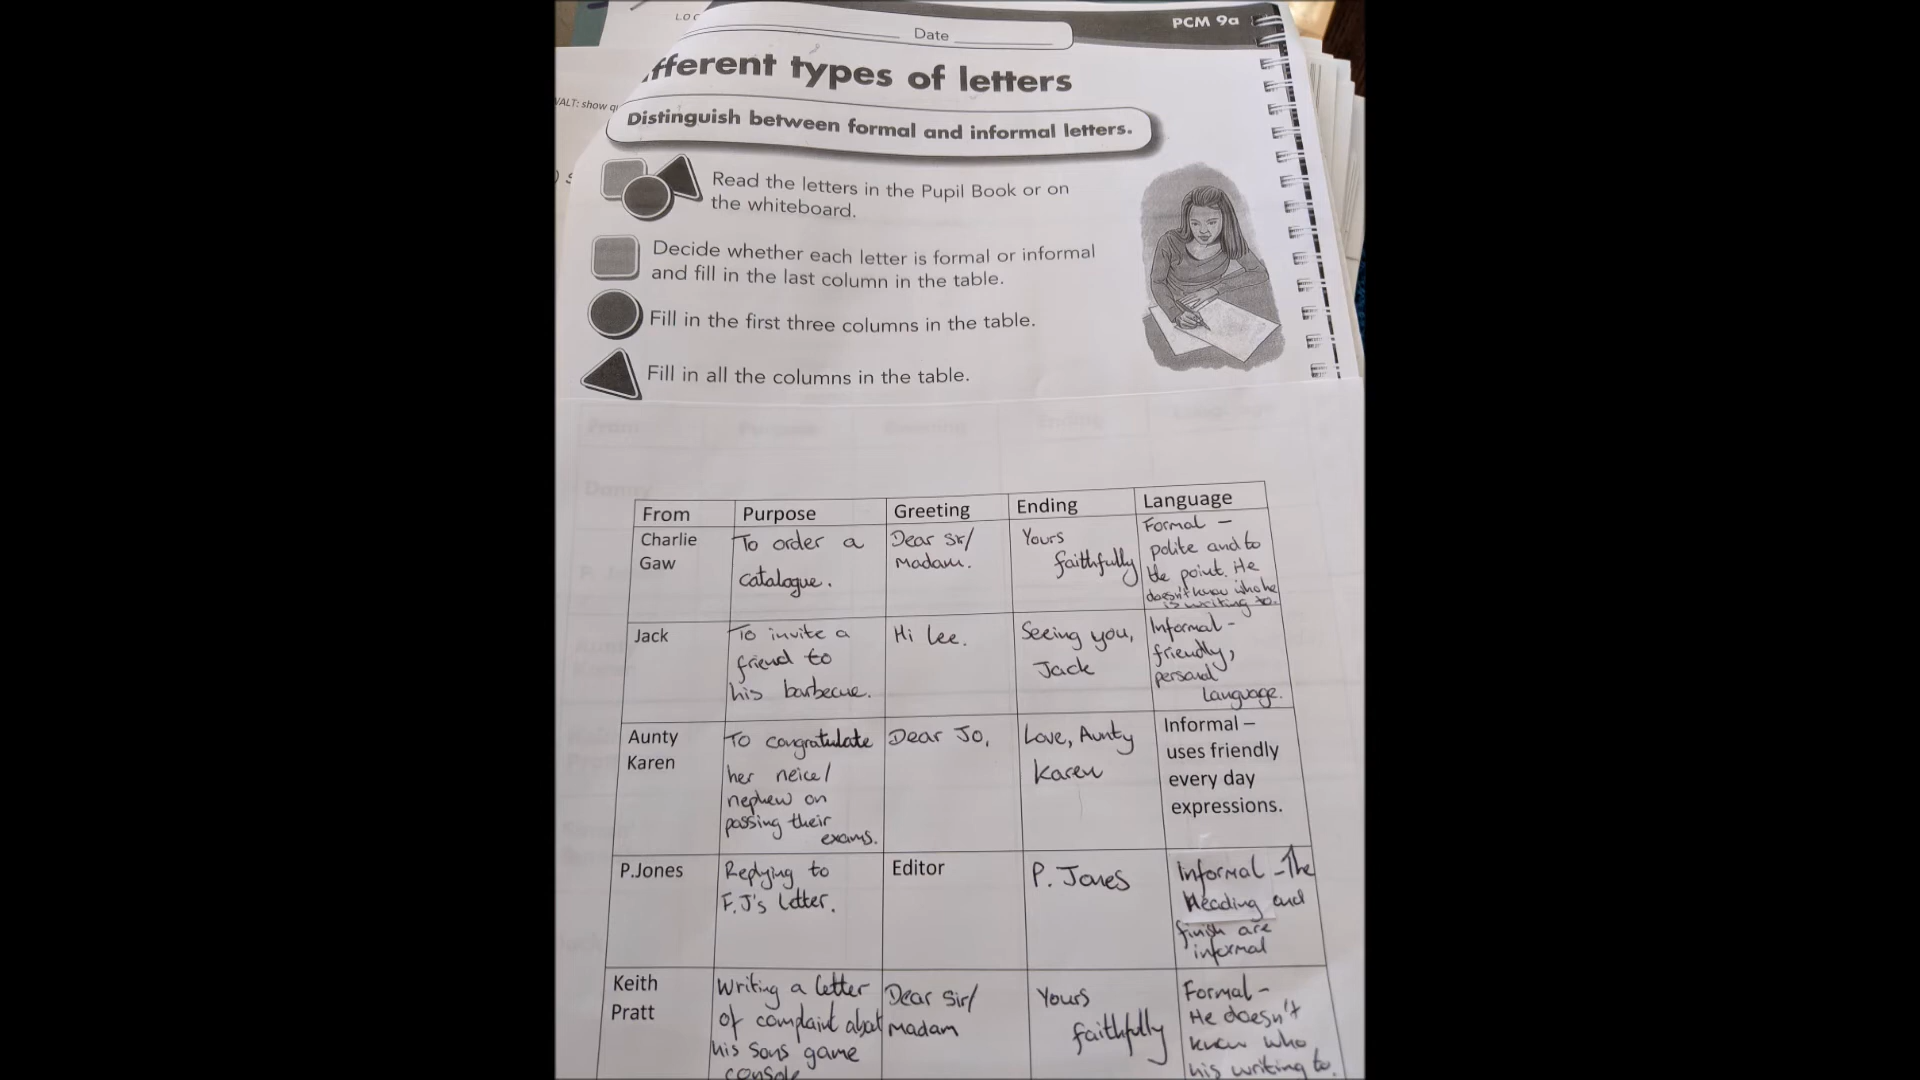 LO
Date
PCM 9a
fferent types of letters
WALT: show
Distinguish between formal and informal letters.
Read the letters in the Pupil Book or on
the whiteboard.
Decide whether each letter is formal or informal
and fill in the last column in the table.
Fill in the first three columns in the table.
Fill in all the columns in the table.
From
Purpose
Greeting
Ending
Language
Charlie
Gaw
To order a
catalogue.
Dear Sir/
Madam.
Yours
faithfully
Formal –
polite and to
the point. He
doesn't know who he
is writing to.
Jack
To invite a
friend to
his barbecue.
Hi Lee.
Seeing you,
Jack
Informal -
friendly,
personal
language.
Aunty
Karen
To congratulate
her neice/
nephew on
passing their
exams.
Dear Jo,
Love, Aunty
Karen
Informal –
uses friendly
every day
expressions.
P.Jones
Replying to
F.J's letter.
Editor
P. Jones
Informal - The
Heading and
finish are
informal
Keith
Pratt
Writing a letter
of complaint about
his sons game
console
Dear Sir/
Madam
Yours
faithfully
Formal -
He doesn't
know who
his writing to.